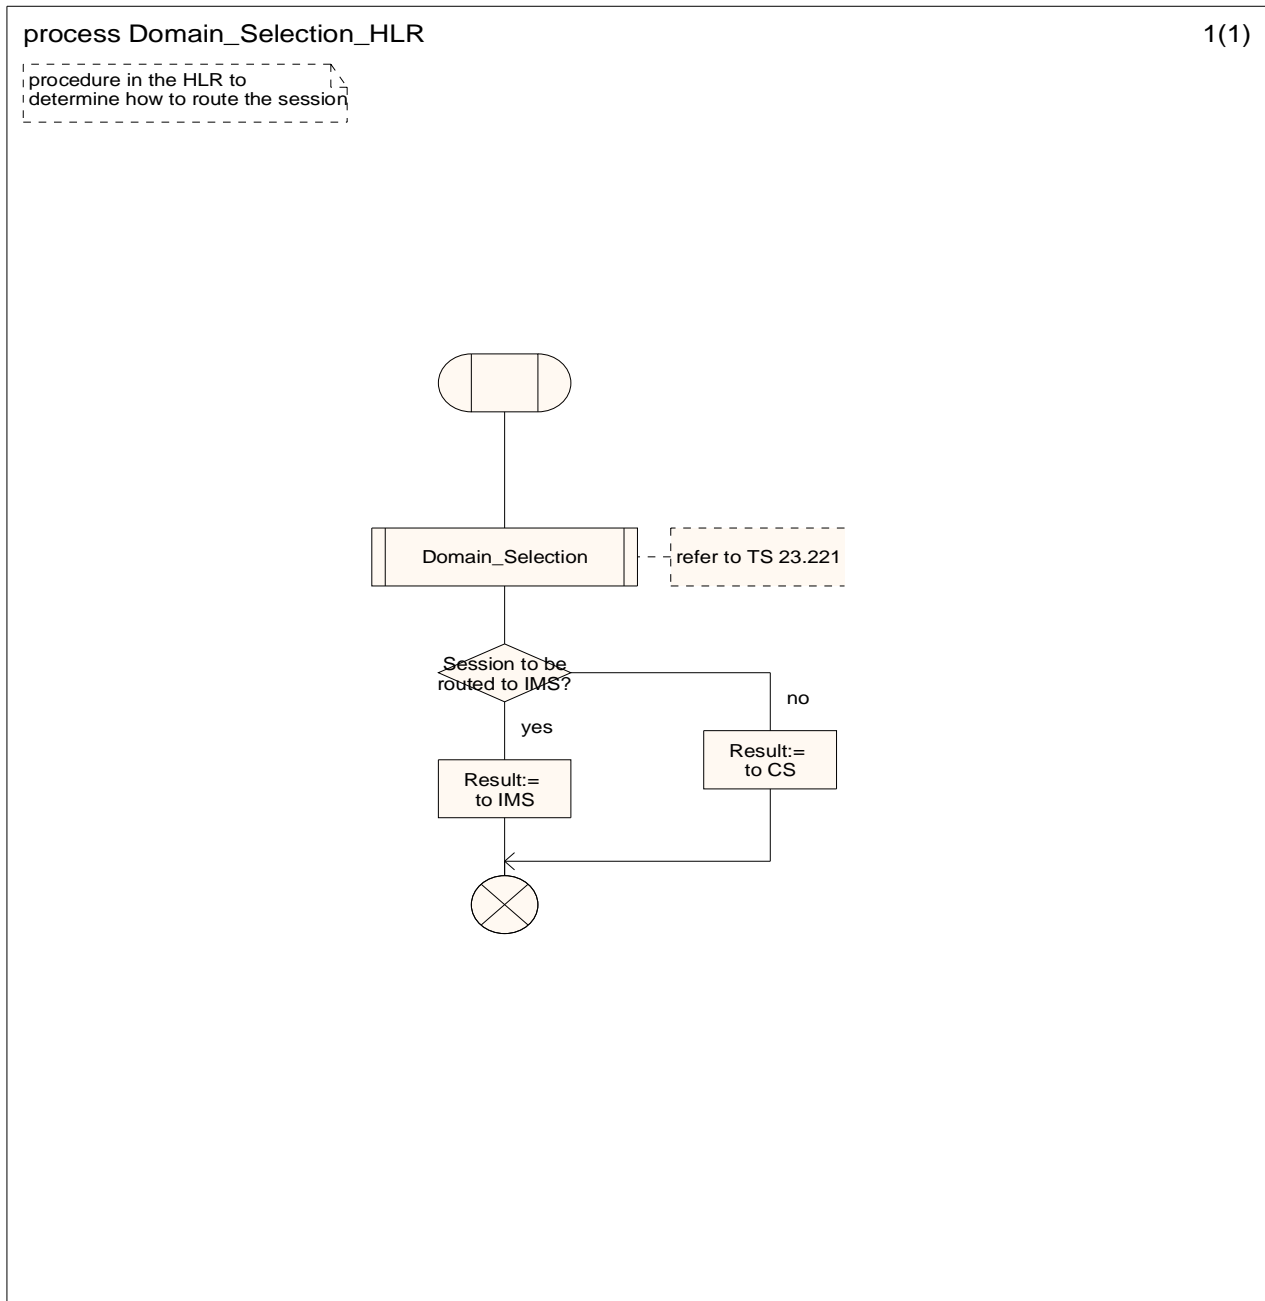 process Domain_Selection_HLR
1(1)
procedure in the HLR to
determine how to route the session
Domain_Selection
refer to TS 23.221
Session to be
routed to IMS?
no
yes
Result:=
to CS
Result:=
to IMS